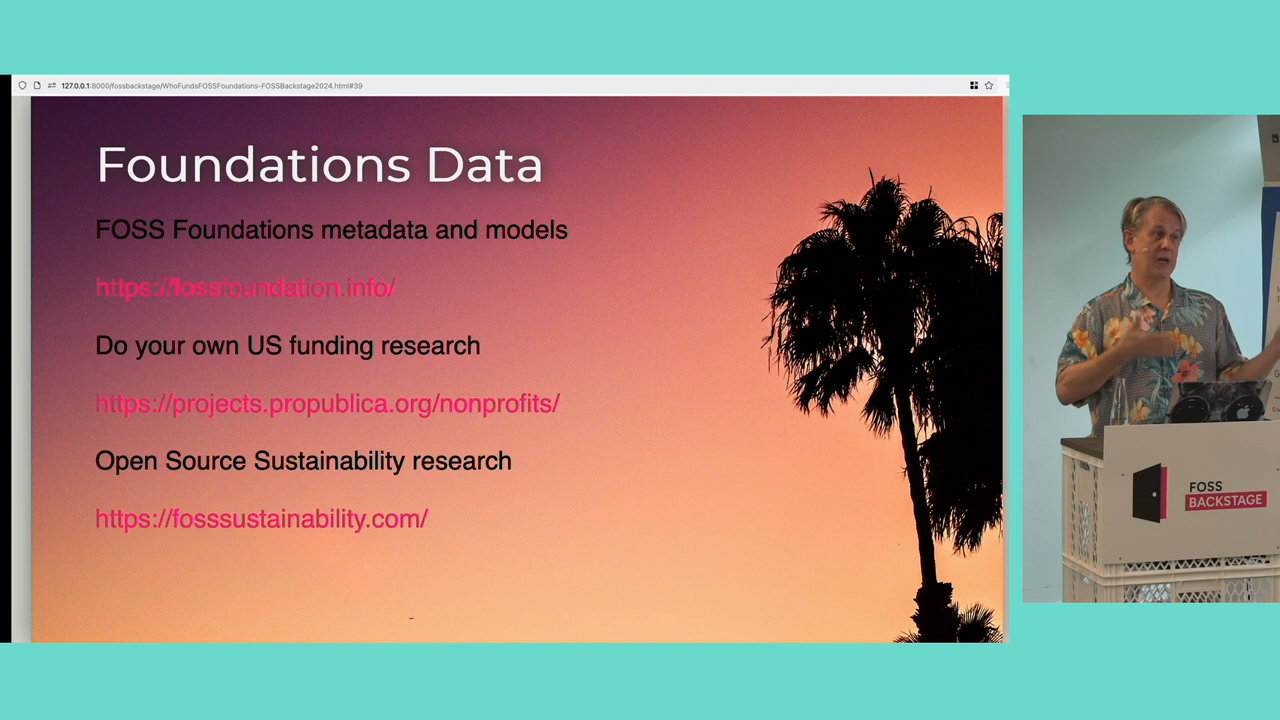 127.0.0.1:8000/fossbackstage/WhoFundsFOSSFoundations-FOSSBackstage2024.html#39
Foundations Data
FOSS Foundations metadata and models
https://fossfoundation.info/
Do your own US funding research
https://projects.propublica.org/nonprofits/
Open Source Sustainability research
https://fosssustainability.com/
FOSS
BACKSTAGE